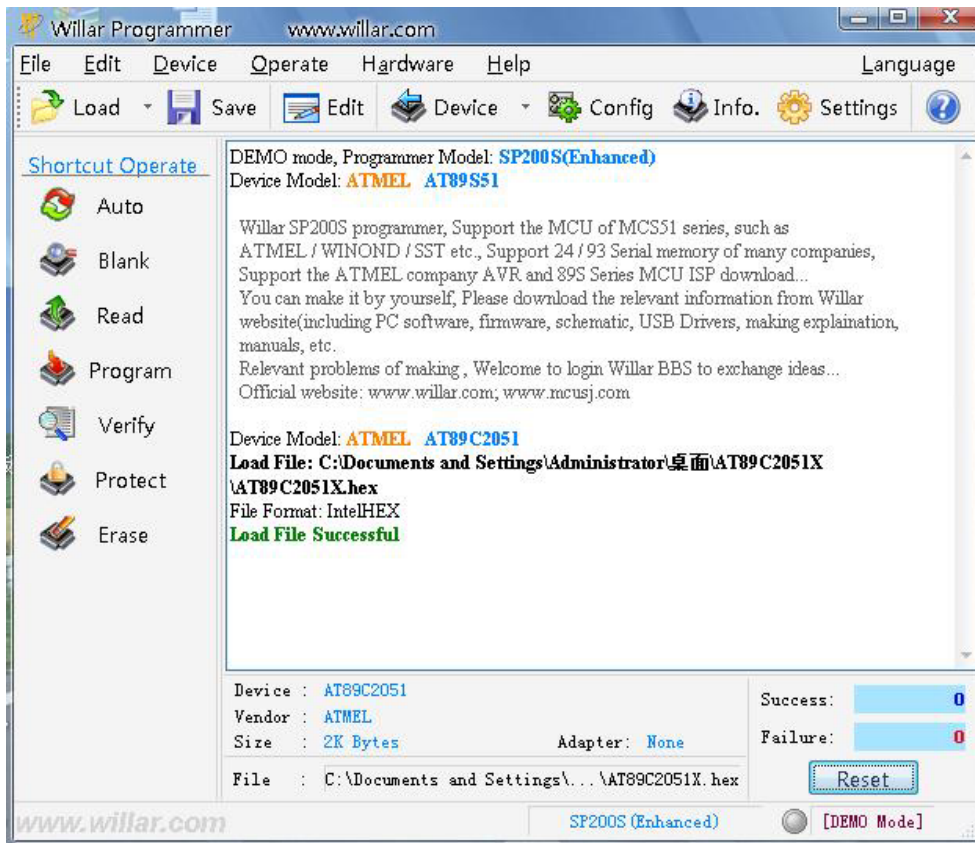 Willar Programmer www.willar.com
File Edit Device Operate Hardware Help Language
Load Save Edit Device Config Info. Settings ?
Shortcut Operate
Auto
Blank
Read
Program
Verify
Protect
Erase
DEMO mode, Programmer Model: SP200S(Enhanced)
Device Model: ATMEL AT89S51
Willar SP200S programmer, Support the MCU of MCS51 series, such as
ATMEL / WINOND / SST etc., Support 24 / 93 Serial memory of many companies,
Support the ATMEL company AVR and 89S Series MCU ISP download...
You can make it by yourself, Please download the relevant information from Willar
website(including PC software, firmware, schematic, USB Drivers, making explaination,
manuals, etc.
Relevant problems of making , Welcome to login Willar BBS to exchange ideas...
Official website: www.willar.com; www.mcusj.com
Device Model: ATMEL AT89C2051
Load File: C:\Documents and Settings\Administrator\桌面\AT89C2051X
\AT89C2051X.hex
File Format: IntelHEX
Load File Successful
Device : AT89C2051
Vendor : ATMEL
Size : 2K Bytes Adapter: None
File : C:\Documents and Settings\...\AT89C2051X.hex
Success: 0
Failure: 0
Reset
www.willar.com SP200S (Enhanced) [DEMO Mode]